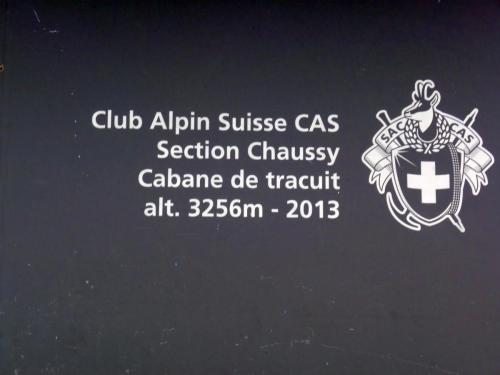 Club Alpin Suisse CAS
Section Chaussy
Cabane de tracuit
alt. 3256m - 2013
SAC CAS